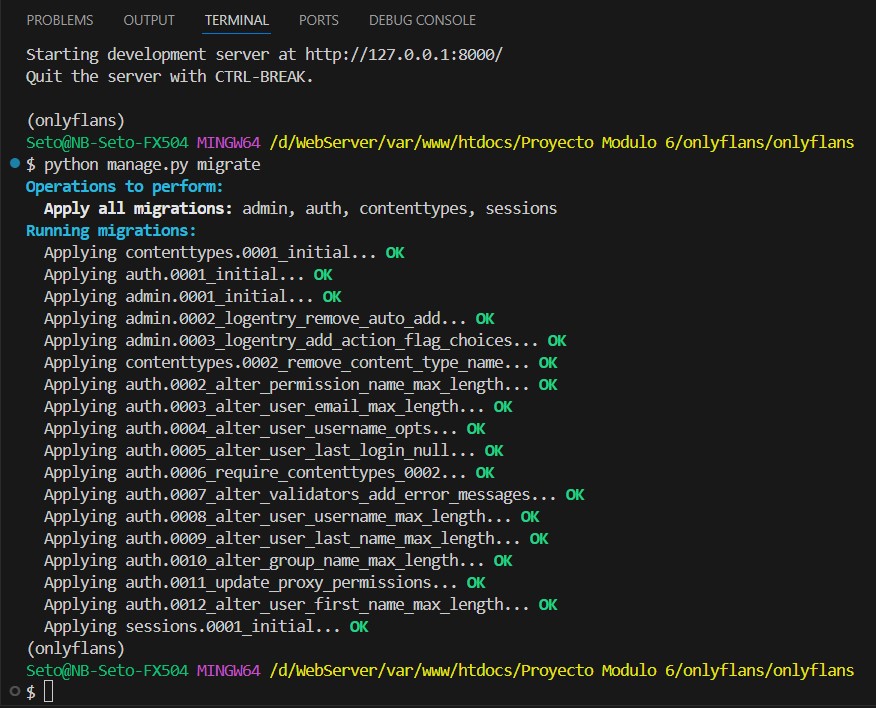 PROBLEMS OUTPUT TERMINAL PORTS DEBUG CONSOLE
Starting development server at http://127.0.0.1:8000/
Quit the server with CTRL-BREAK.
(onlyflans)
Seto@NB-Seto-FX504 MINGW64 /d/WebServer/var/www/htdocs/Proyecto Modulo 6/onlyflans/onlyflans
$ python manage.py migrate
Operations to perform:
  Apply all migrations: admin, auth, contenttypes, sessions
Running migrations:
  Applying contenttypes.0001_initial... OK
  Applying auth.0001_initial... OK
  Applying admin.0001_initial... OK
  Applying admin.0002_logentry_remove_auto_add... OK
  Applying admin.0003_logentry_add_action_flag_choices... OK
  Applying contenttypes.0002_remove_content_type_name... OK
  Applying auth.0002_alter_permission_name_max_length... OK
  Applying auth.0003_alter_user_email_max_length... OK
  Applying auth.0004_alter_user_username_opts... OK
  Applying auth.0005_alter_user_last_login_null... OK
  Applying auth.0006_require_contenttypes_0002... OK
  Applying auth.0007_alter_validators_add_error_messages... OK
  Applying auth.0008_alter_user_username_max_length... OK
  Applying auth.0009_alter_user_last_name_max_length... OK
  Applying auth.0010_alter_group_name_max_length... OK
  Applying auth.0011_update_proxy_permissions... OK
  Applying auth.0012_alter_user_first_name_max_length... OK
  Applying sessions.0001_initial... OK
(onlyflans)
Seto@NB-Seto-FX504 MINGW64 /d/WebServer/var/www/htdocs/Proyecto Modulo 6/onlyflans/onlyflans
$